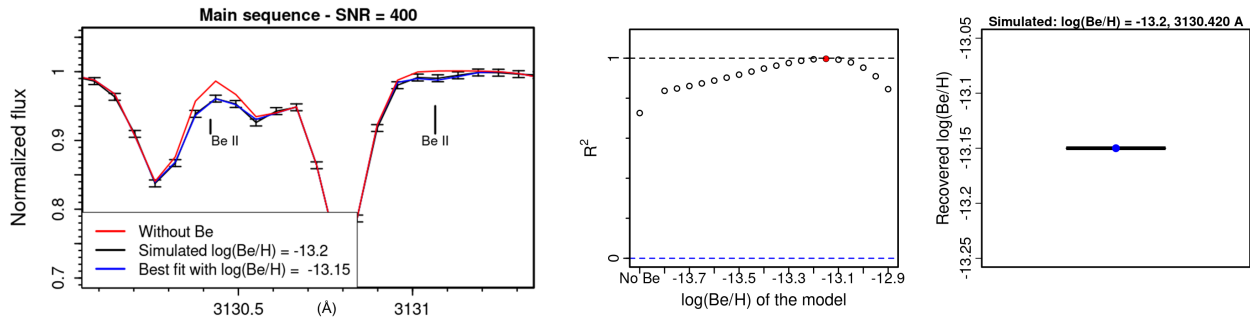 Main sequence - SNR = 400
Normalized flux
1
0.9
0.8
0.7
Be II
Be II
Without Be
Simulated log(Be/H) = -13.2
Best fit with log(Be/H) = -13.15
3130.5
(Å)
3131
R²
1
0
No Be
-13.7
-13.5
-13.3
-13.1
-12.9
log(Be/H) of the model
Simulated: log(Be/H) = -13.2, 3130.420 A
Recovered log(Be/H)
-13.05
-13.1
-13.15
-13.2
-13.25